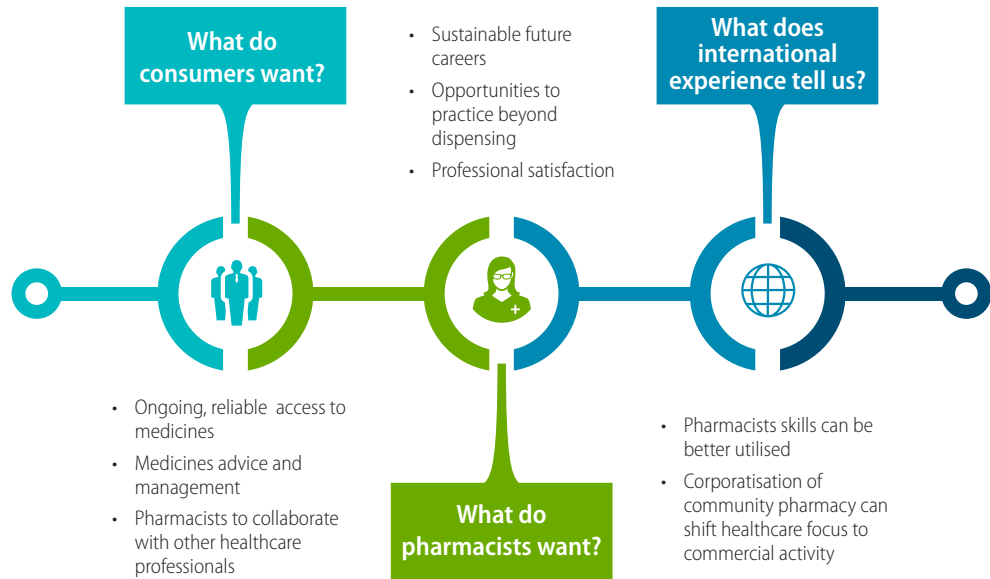 What do
consumers want?
• Ongoing, reliable access to
medicines
• Medicines advice and
management
• Pharmacists to collaborate
with other healthcare
professionals
• Sustainable future
careers
• Opportunities to
practice beyond
dispensing
• Professional satisfaction
What do
pharmacists want?
What does
international
experience tell us?
• Pharmacists skills can be
better utilised
• Corporatisation of
community pharmacy can
shift healthcare focus to
commercial activity